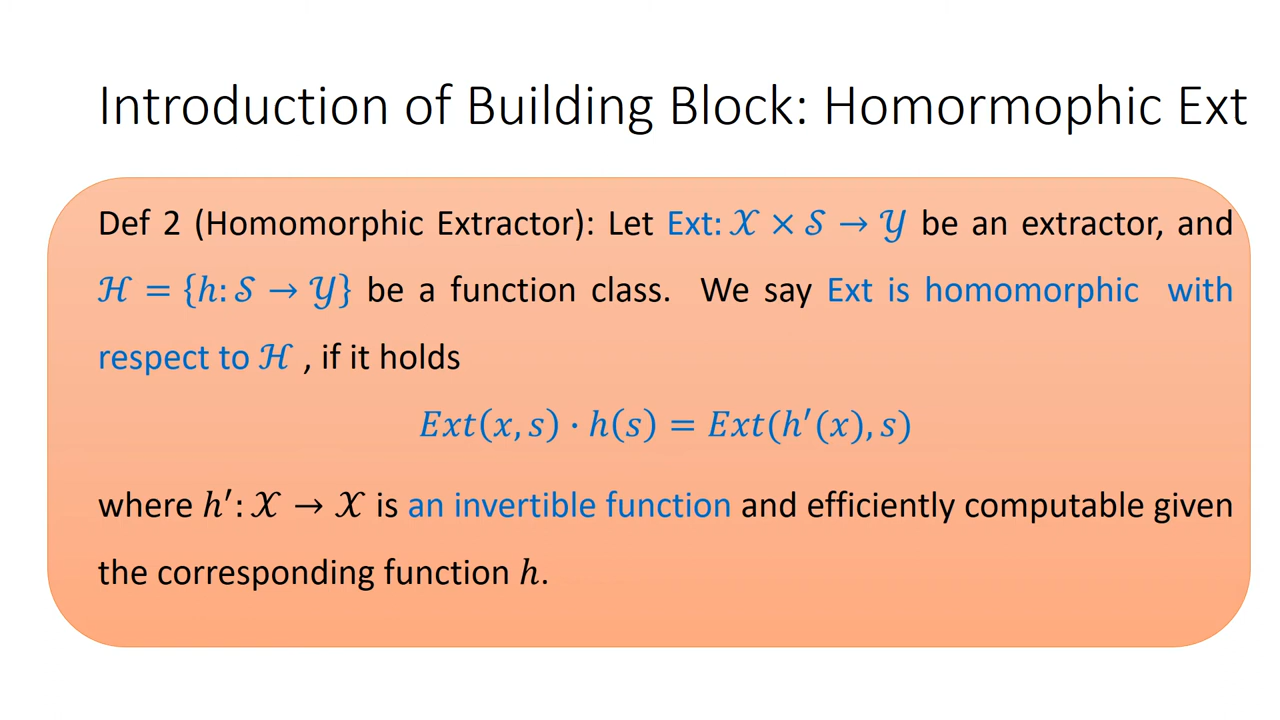 Introduction of Building Block: Homormophic Ext
Def 2 (Homomorphic Extractor): Let Ext: 𝒳 × 𝒮 → 𝒴 be an extractor, and
ℋ = {h: 𝒮 → 𝒴} be a function class. We say Ext is homomorphic with
respect to ℋ , if it holds
Ext(x, s) · h(s) = Ext(h′(x), s)
where h′: 𝒳 → 𝒳 is an invertible function and efficiently computable given
the corresponding function h.